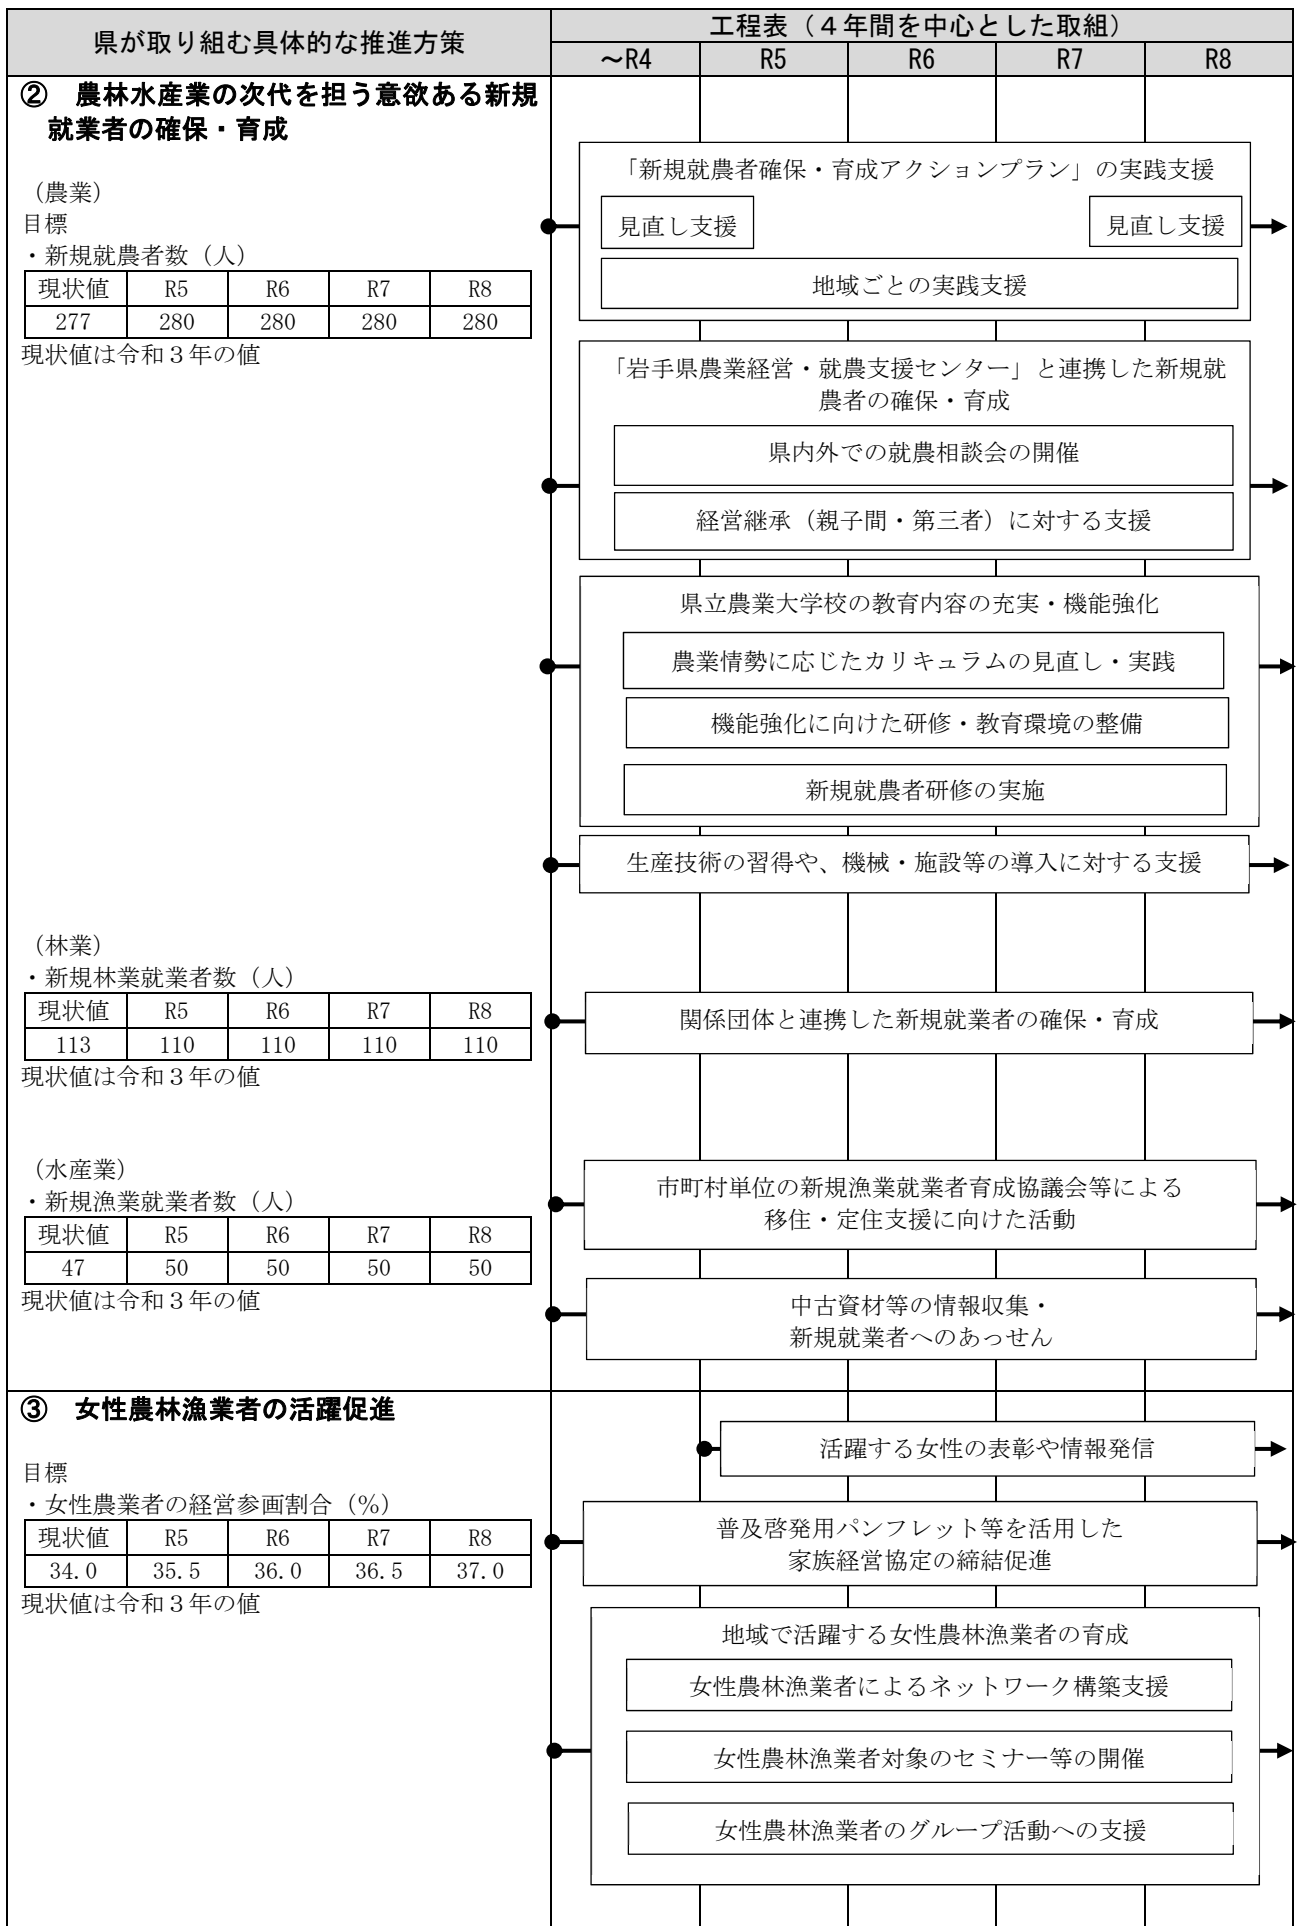 県が取り組む具体的な推進方策
工程表（４年間を中心とした取組）
～R4 R5 R6 R7 R8
②　農林水産業の次代を担う意欲ある新規
就業者の確保・育成
（農業）
目標
・新規就農者数（人）
現状値 R5 R6 R7 R8
277 280 280 280 280
現状値は令和３年の値
「新規就農者確保・育成アクションプラン」の実践支援
見直し支援 見直し支援
地域ごとの実践支援
「岩手県農業経営・就農支援センター」と連携した新規就
農者の確保・育成
県内外での就農相談会の開催
経営継承（親子間・第三者）に対する支援
県立農業大学校の教育内容の充実・機能強化
農業情勢に応じたカリキュラムの見直し・実践
機能強化に向けた研修・教育環境の整備
新規就農者研修の実施
生産技術の習得や、機械・施設等の導入に対する支援
（林業）
・新規林業就業者数（人）
現状値 R5 R6 R7 R8
113 110 110 110 110
現状値は令和３年の値
関係団体と連携した新規就業者の確保・育成
（水産業）
・新規漁業就業者数（人）
現状値 R5 R6 R7 R8
47 50 50 50 50
現状値は令和３年の値
市町村単位の新規漁業就業者育成協議会等による
移住・定住支援に向けた活動
中古資材等の情報収集・
新規就業者へのあっせん
③　女性農林漁業者の活躍促進
目標
・女性農業者の経営参画割合（％）
現状値 R5 R6 R7 R8
34.0 35.5 36.0 36.5 37.0
現状値は令和３年の値
活躍する女性の表彰や情報発信
普及啓発用パンフレット等を活用した
家族経営協定の締結促進
地域で活躍する女性農林漁業者の育成
女性農林漁業者によるネットワーク構築支援
女性農林漁業者対象のセミナー等の開催
女性農林漁業者のグループ活動への支援